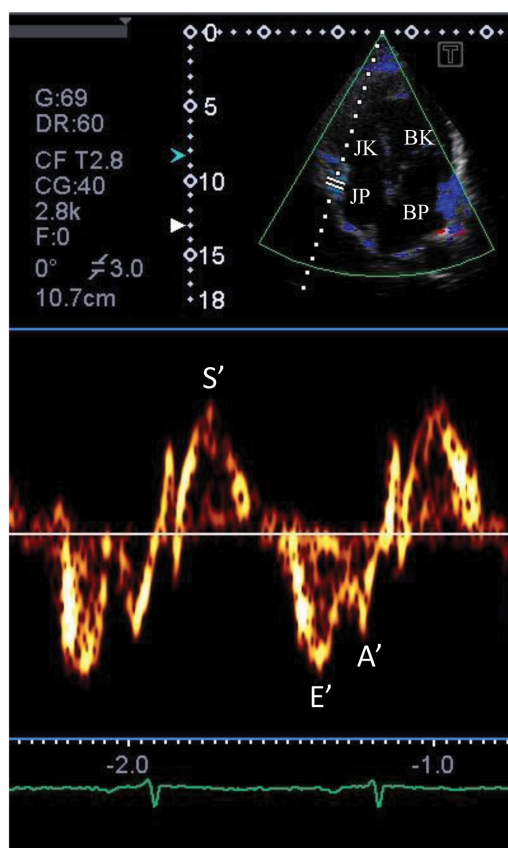 G:69
DR:60
CF T2.8
CG:40
2.8k
F:0
0° ≠3.0
10.7cm
0
5
10
15
18
T
JK
BK
JP
BP
S’
A’
E’
-2.0
-1.0